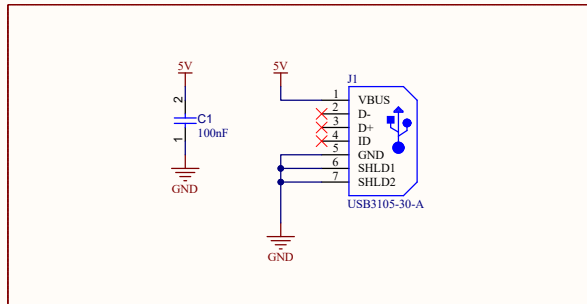 5V
2
C1
100nF
1
GND
5V
J1
1 VBUS
2 D-
3 D+
4 ID
5 GND
6 SHLD1
7 SHLD2
USB3105-30-A
GND